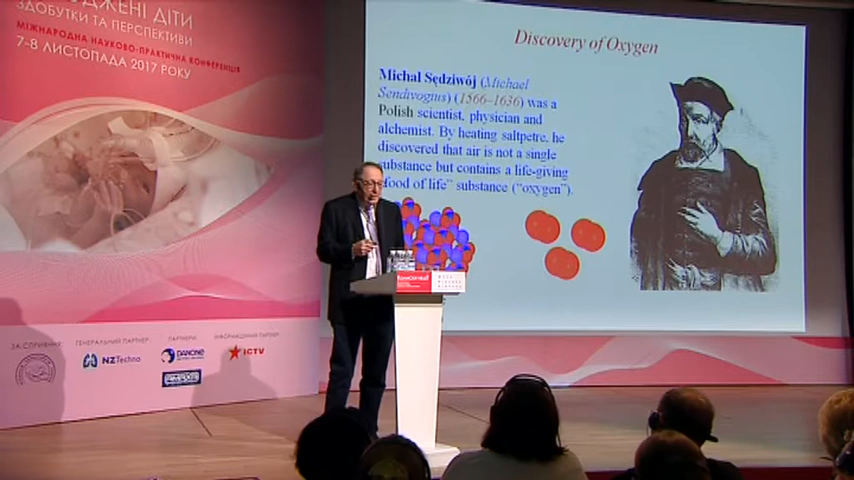 ДЖЕНІ ДІТИ
ЗДОБУТКИ ТА ПЕРСПЕКТИВИ
МІЖНАРОДНА НАУКОВО-ПРАКТИЧНА КОНФЕРЕНЦІЯ
7-8 ЛИСТОПАДА 2017 РОКУ
Discovery of Oxygen
Michał Sędziwój (Michael
Sendivogius) (1566–1636) was a
Polish scientist, physician and
alchemist. By heating saltpetre, he
discovered that air is not a single
substance but contains a life-giving
„food of life" substance ("oxygen").
ЗА СПРИЯННЯ
ГЕНЕРАЛЬНИЙ ПАРТНЕР
ПАРТНЕРИ
ІНФОРМАЦІЙНИЙ ПАРТНЕР
NZTechno
DANONE
ICTV